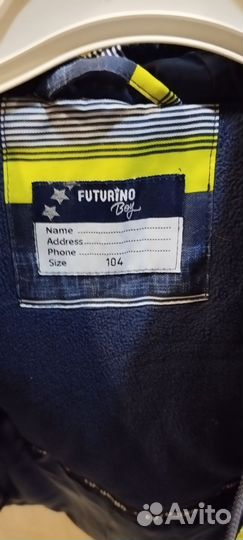 FUTURINO
Boy
Name
Address
Phone
Size 104
Avito